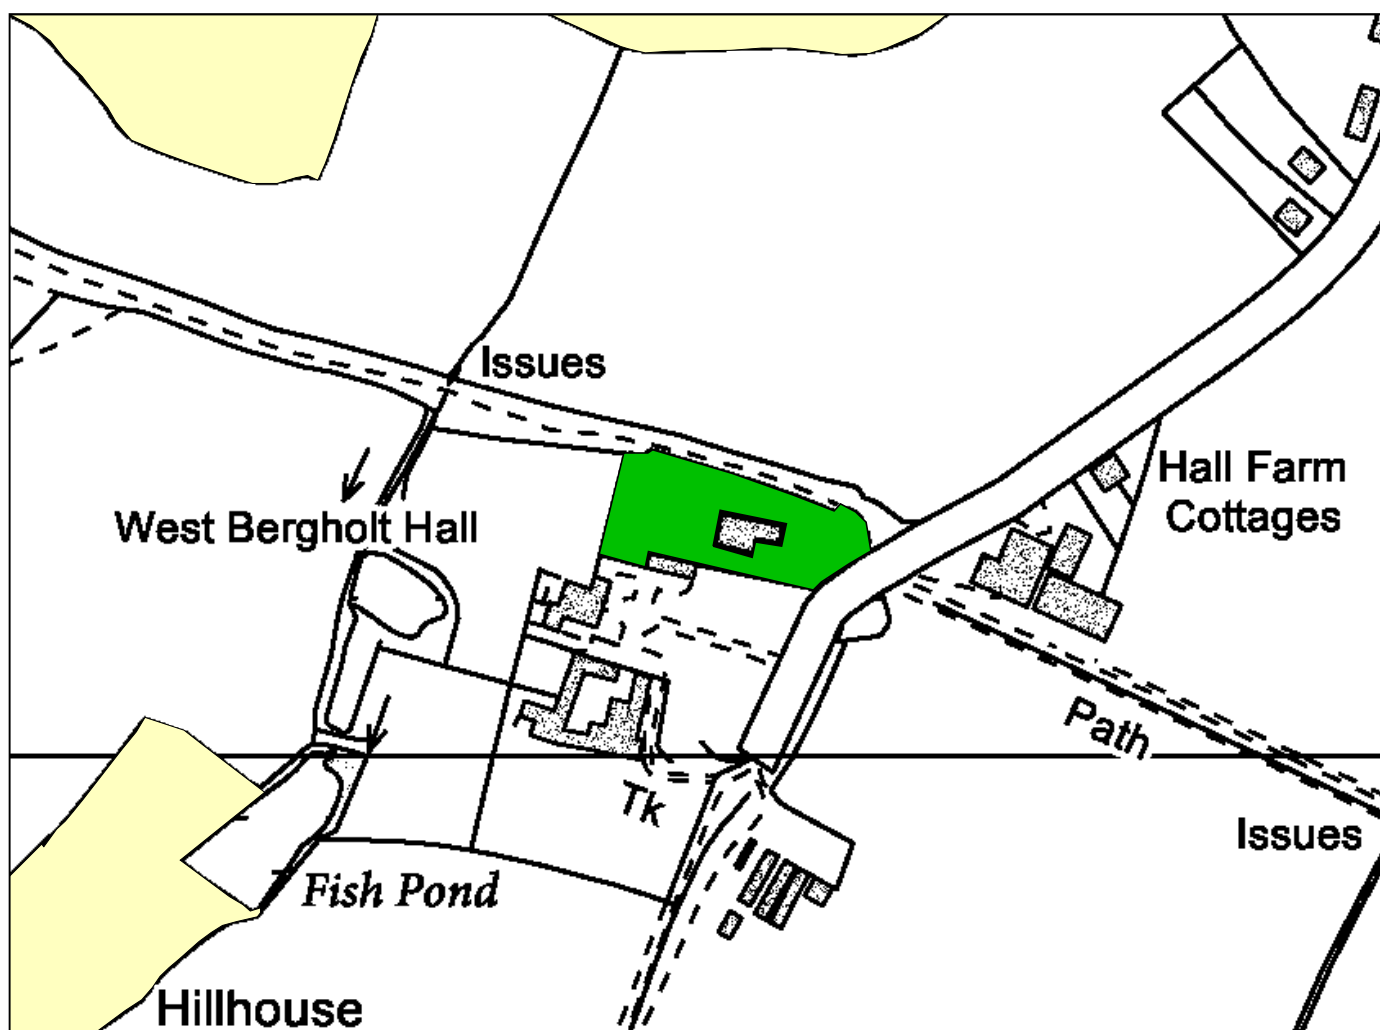 Issues
Hall Farm
Cottages
West Bergholt Hall
Path
Tk
Issues
Fish Pond
Hillhouse